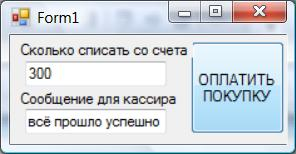 Form1
Сколько списать со счета
300
Сообщение для кассира
всё прошло успешно
ОПЛАТИТЬ
ПОКУПКУ